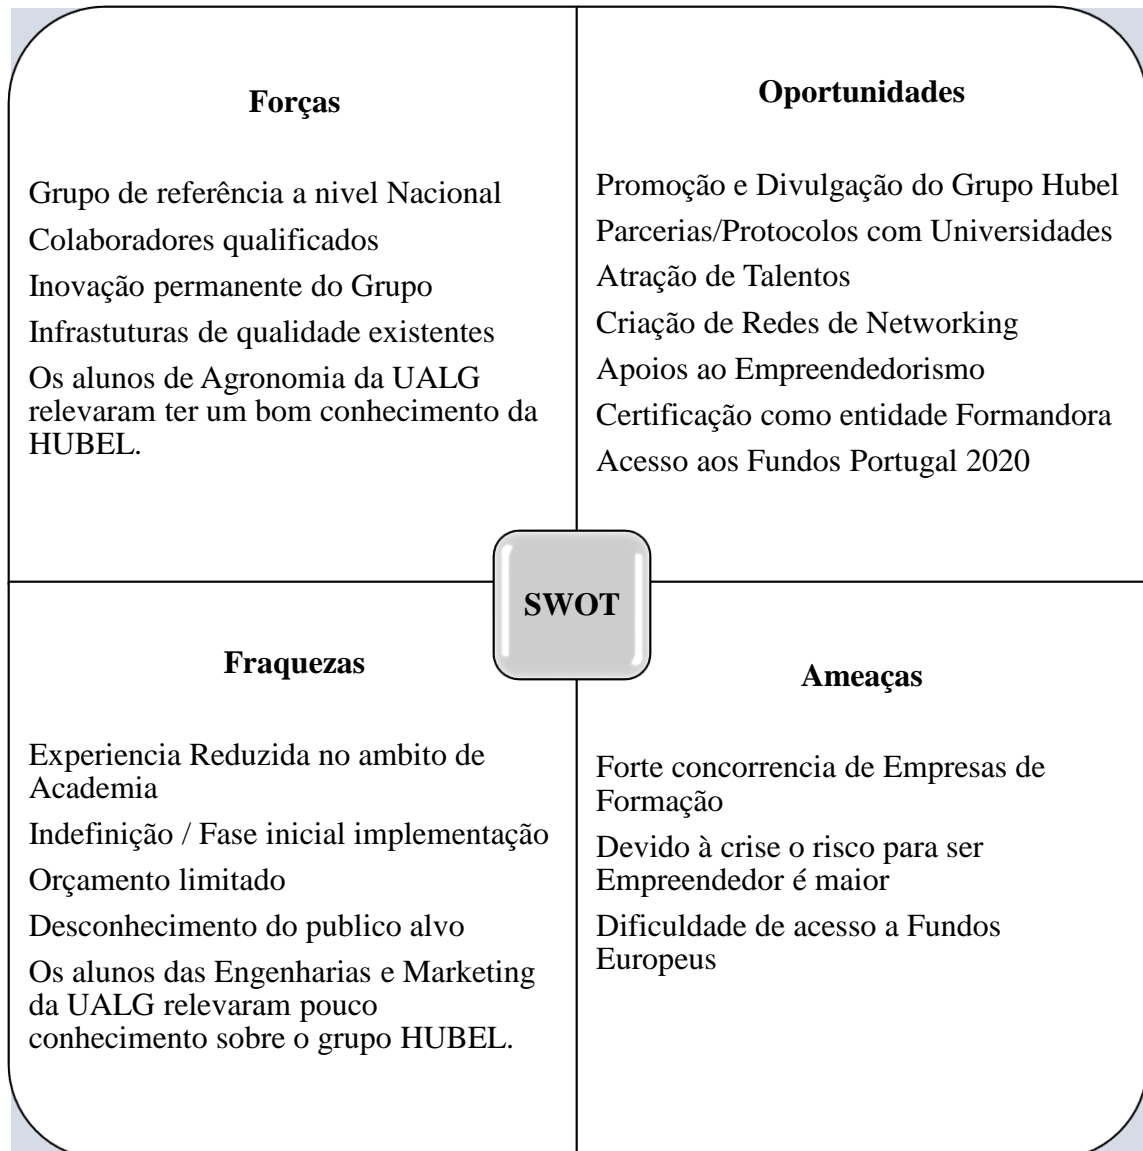 Forças
Grupo de referência a nivel Nacional
Colaboradores qualificados
Inovação permanente do Grupo
Infrastuturas de qualidade existentes
Os alunos de Agronomia da UALG
relevaram ter um bom conhecimento da
HUBEL.
Oportunidades
Promoção e Divulgação do Grupo Hubel
Parcerias/Protocolos com Universidades
Atração de Talentos
Criação de Redes de Networking
Apoios ao Empreendedorismo
Certificação como entidade Formandora
Acesso aos Fundos Portugal 2020
SWOT
Fraquezas
Experiencia Reduzida no ambito de
Academia
Indefinição / Fase inicial implementação
Orçamento limitado
Desconhecimento do publico alvo
Os alunos das Engenharias e Marketing
da UALG relevaram pouco
conhecimento sobre o grupo HUBEL.
Ameaças
Forte concorrencia de Empresas de
Formação
Devido à crise o risco para ser
Empreendedor é maior
Dificuldade de acesso a Fundos
Europeus